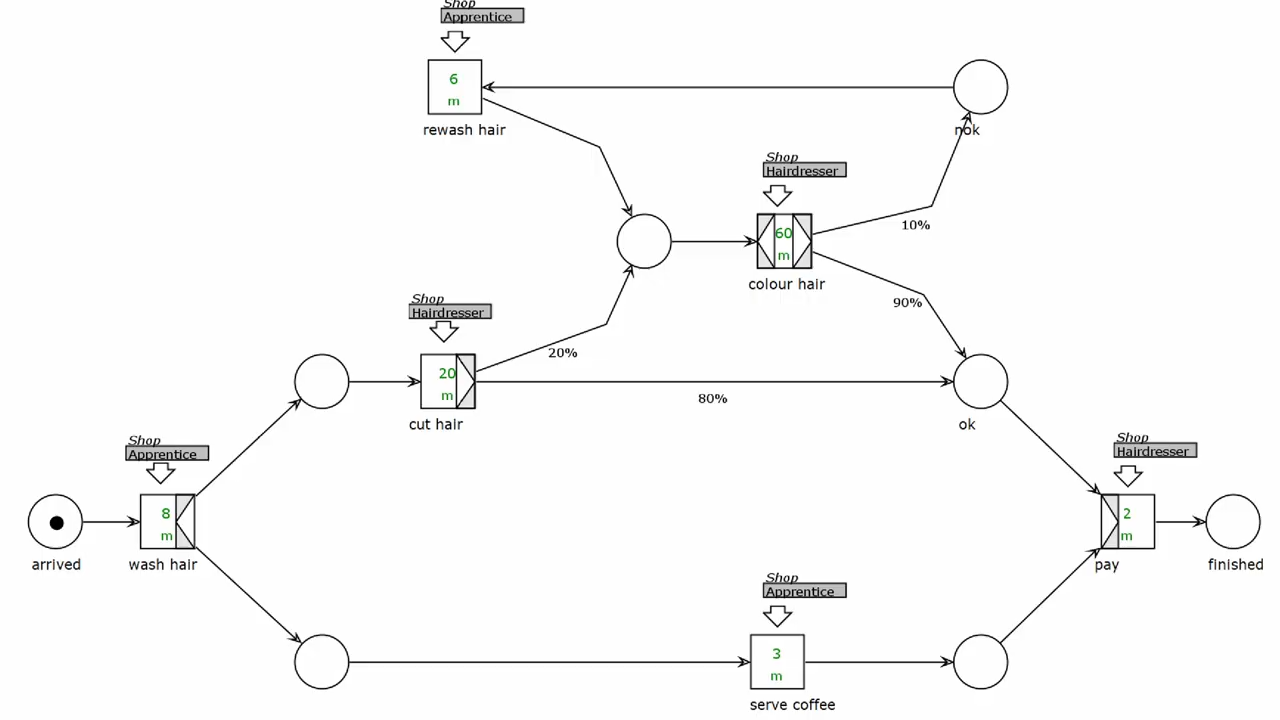 Shop
Apprentice
6
m
rewash hair
nok
Shop
Hairdresser
60
m
colour hair
10%
90%
Shop
Hairdresser
20
m
cut hair
20%
80%
ok
Shop
Apprentice
8
m
arrived
wash hair
Shop
Hairdresser
2
m
pay
finished
Shop
Apprentice
3
m
serve coffee